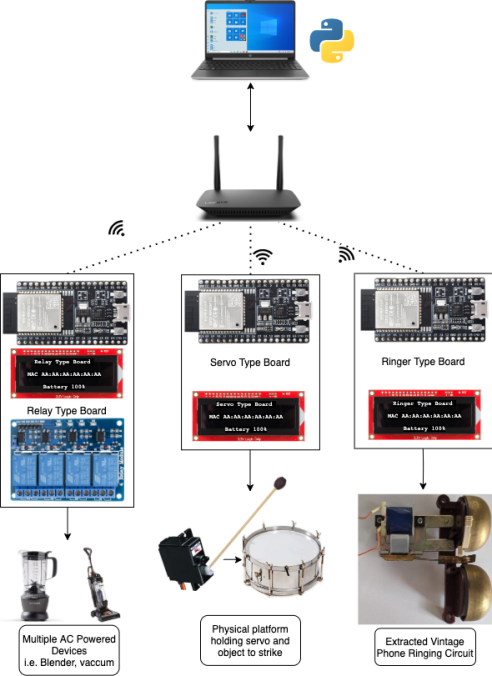 Relay Type Board
MAC AA:AA:AA:AA:AA:AA
Battery 100%
Relay Type Board
Servo Type Board
Servo Type Board
MAC AA:AA:AA:AA:AA:AA
Battery 100%
Ringer Type Board
Ringer Type Board
MAC AA:AA:AA:AA:AA:AA
Battery 100%
Multiple AC Powered
Devices
i.e. Blender, vaccum
Physical platform
holding servo and
object to strike
Extracted Vintage
Phone Ringing Circuit